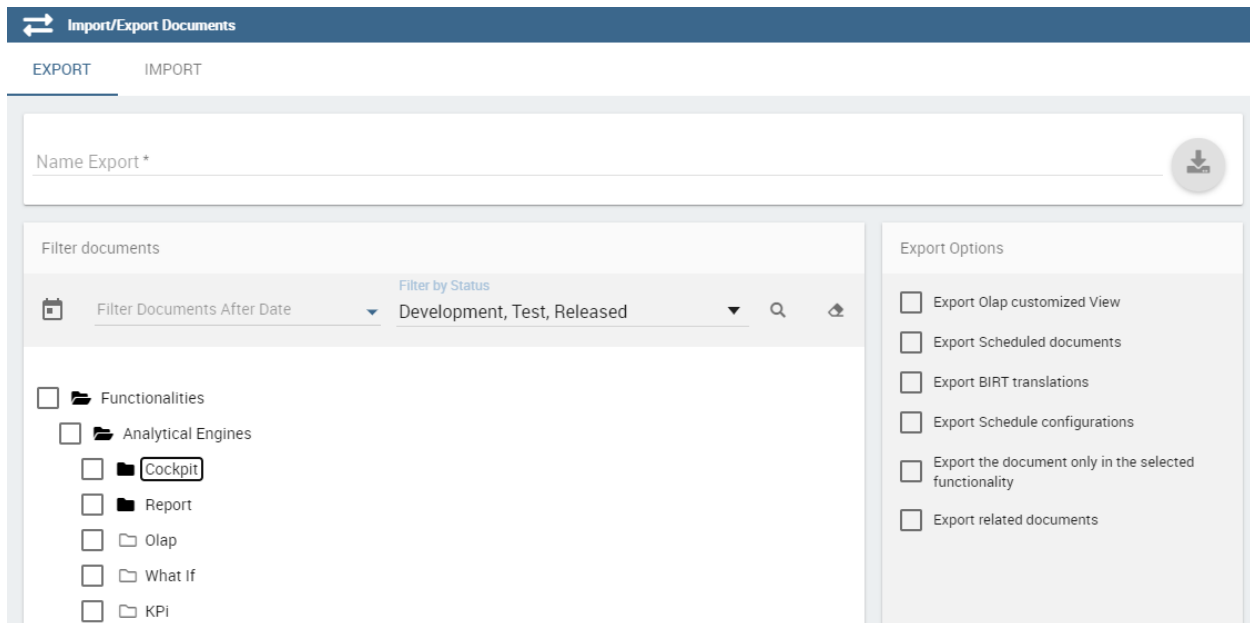 Import/Export Documents
EXPORT IMPORT
Name Export *
Filter documents
Filter Documents After Date
Filter by Status
Development, Test, Released
Functionalities
Analytical Engines
Cockpit
Report
Olap
What If
KPi
Export Options
Export Olap customized View
Export Scheduled documents
Export BIRT translations
Export Schedule configurations
Export the document only in the selected
functionality
Export related documents